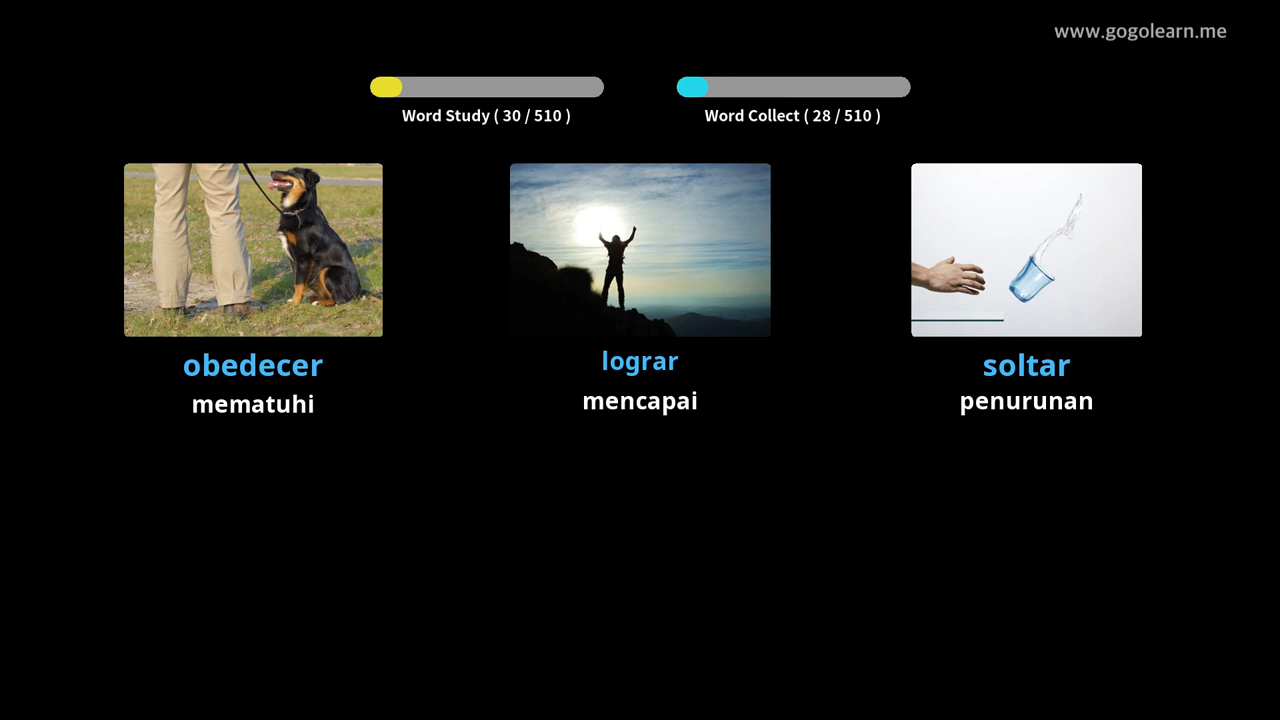 www.gogolearn.me
Word Study ( 30 / 510 )
Word Collect ( 28 / 510 )
obedecer
mematuhi
lograr
mencapai
soltar
penurunan